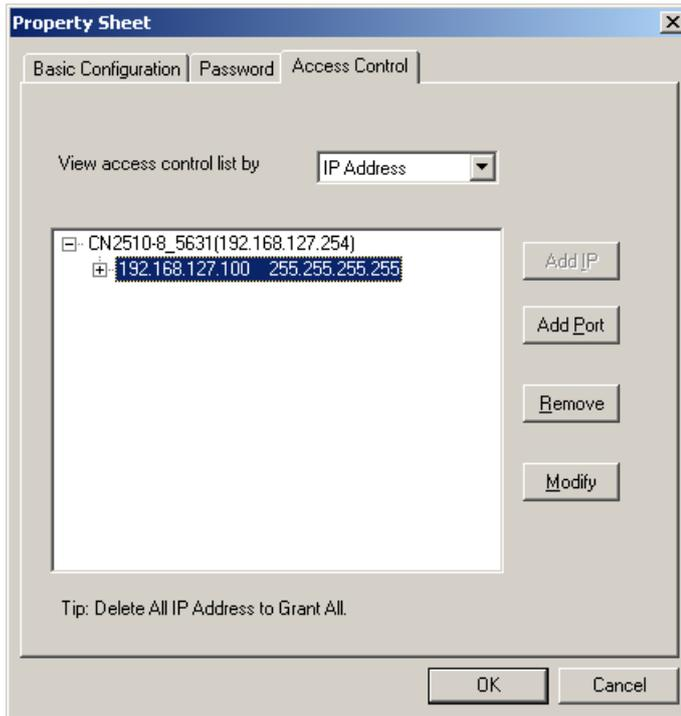 Property Sheet
Basic Configuration Password Access Control
View access control list by IP Address
CN2510-8_5631(192.168.127.254)
192.168.127.100 255.255.255.255
Add IP
Add Port
Remove
Modify
Tip: Delete All IP Address to Grant All.
OK Cancel